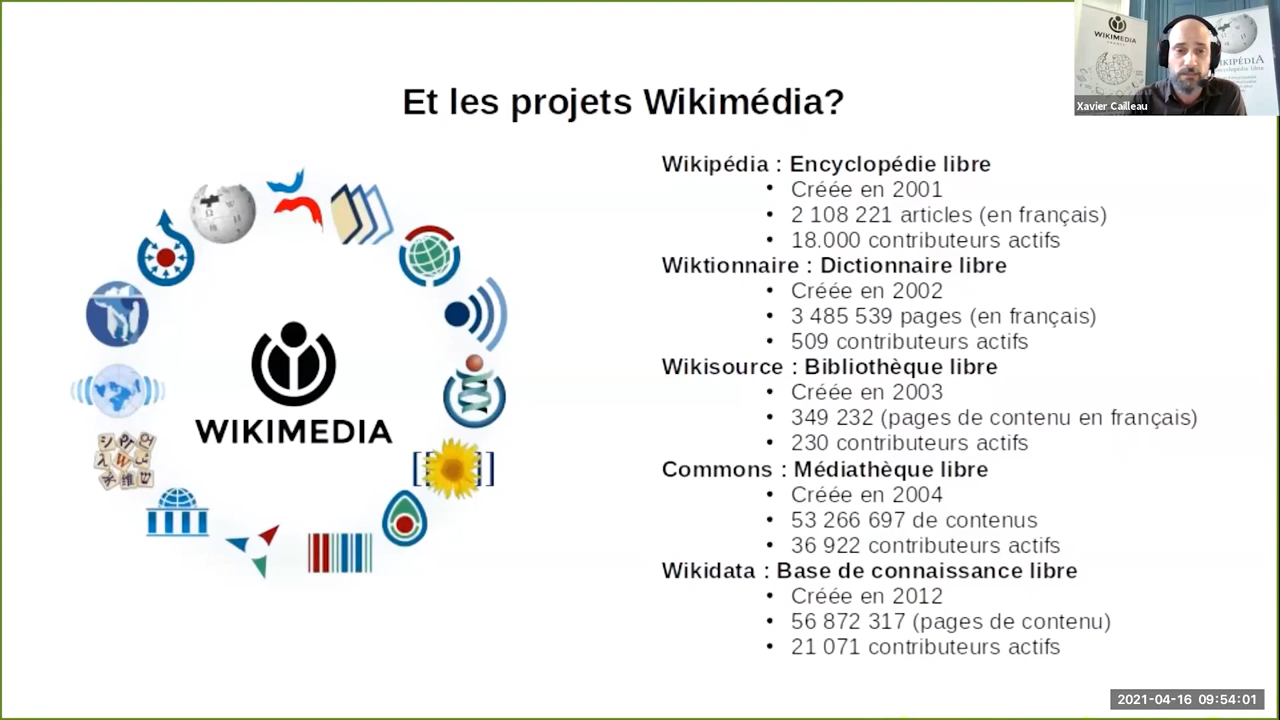 Et les projets Wikimédia?
WIKIMEDIA
Wikipédia : Encyclopédie libre
• Créée en 2001
• 2 108 221 articles (en français)
• 18.000 contributeurs actifs
Wiktionnaire : Dictionnaire libre
• Créée en 2002
• 3 485 539 pages (en français)
• 509 contributeurs actifs
Wikisource : Bibliothèque libre
• Créée en 2003
• 349 232 (pages de contenu en français)
• 230 contributeurs actifs
Commons : Médiathèque libre
• Créée en 2004
• 53 266 697 de contenus
• 36 922 contributeurs actifs
Wikidata : Base de connaissance libre
• Créée en 2012
• 56 872 317 (pages de contenu)
• 21 071 contributeurs actifs
WIKIMEDIA
Xavier Cailleau
2021-04-16 09:54:01